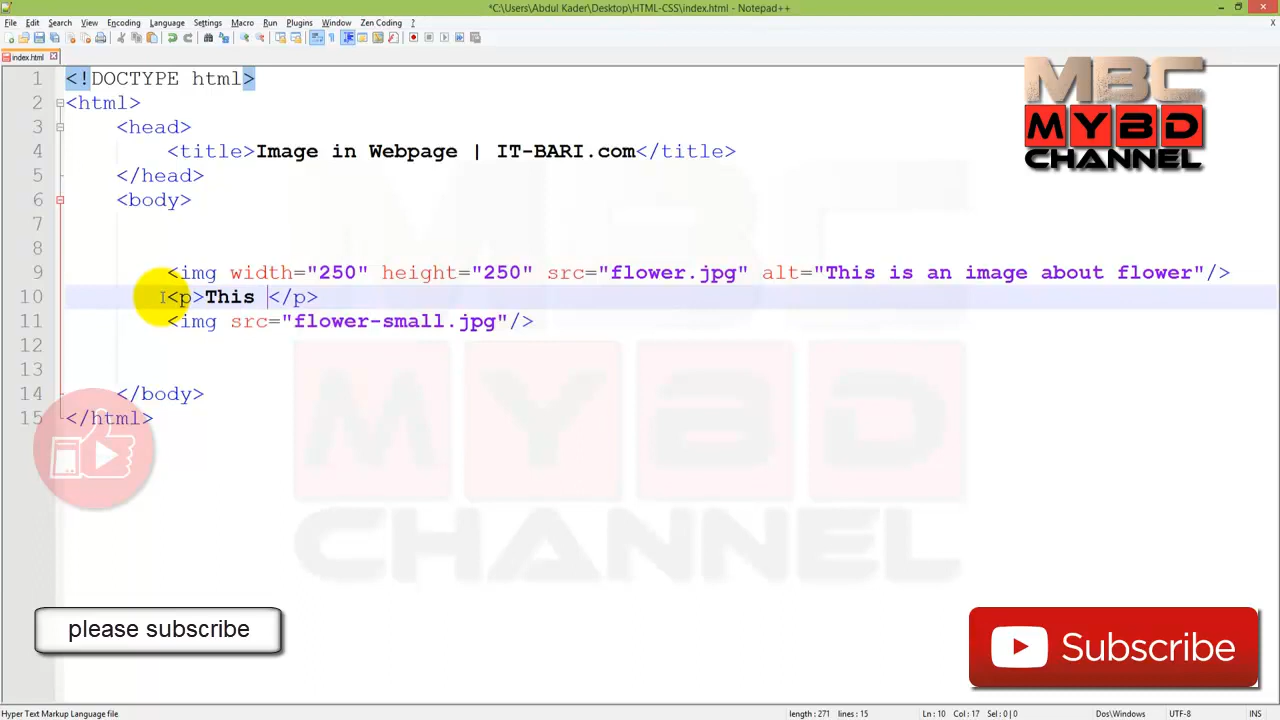 *C:\Users\Abdul Kader\Desktop\HTML-CSS\index.html - Notepad++
File Edit Search View Encoding Language Settings Macro Run Plugins Window Zen Coding ? X
index.html
1 <!DOCTYPE html>
2 <html>
3 <head>
4 <title>Image in Webpage | IT-BARI.com</title>
5 </head>
6 <body>
7
8
9 <img width="250" height="250" src="flower.jpg" alt="This is an image about flower"/>
10 <p>This </p>
11 <img src="flower-small.jpg"/>
12
13
14 </body>
15 </html>
MBC
MYBD
CHANNEL
MBC
MYBD
CHANNEL
please subscribe
Subscribe
Hyper Text Markup Language file length : 271 lines : 15 Ln : 10 Col : 17 Sel : 0 | 0 Dos\Windows UTF-8 INS